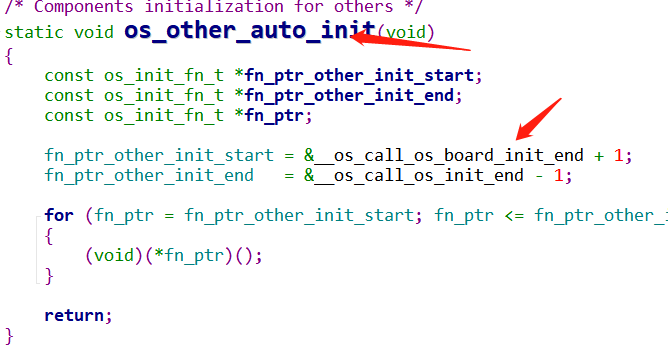 /* Components initialization for others */
static void os_other_auto_init(void)
{
const os_init_fn_t *fn_ptr_other_init_start;
const os_init_fn_t *fn_ptr_other_init_end;
const os_init_fn_t *fn_ptr;
fn_ptr_other_init_start = &__os_call_os_board_init_end + 1;
fn_ptr_other_init_end = &__os_call_os_init_end - 1;
for (fn_ptr = fn_ptr_other_init_start; fn_ptr <= fn_ptr_other_
{
(void)(*fn_ptr)();
}
return;
}